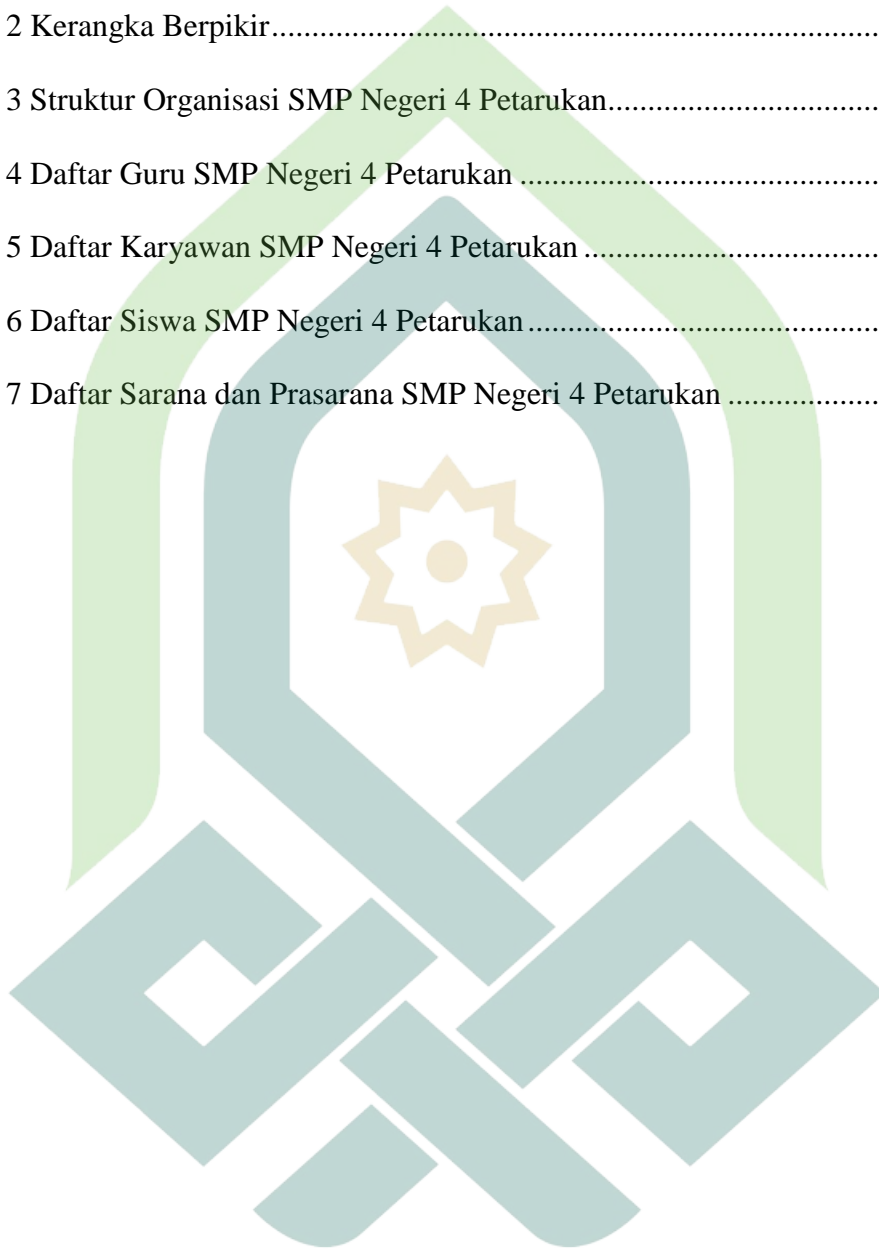 2 Kerangka Berpikir..........................................................................
3 Struktur Organisasi SMP Negeri 4 Petarukan.................................
4 Daftar Guru SMP Negeri 4 Petarukan ............................................
5 Daftar Karyawan SMP Negeri 4 Petarukan ....................................
6 Daftar Siswa SMP Negeri 4 Petarukan...........................................
7 Daftar Sarana dan Prasarana SMP Negeri 4 Petarukan ...................